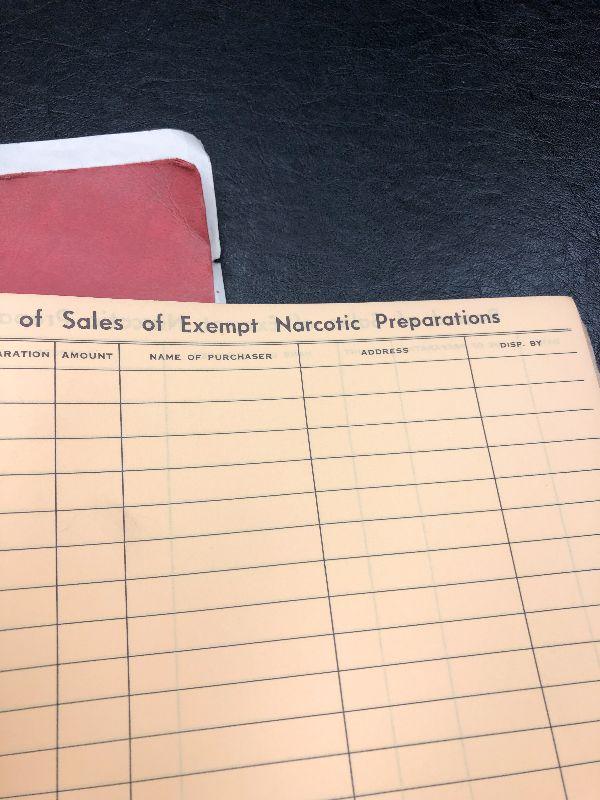 of Sales of Exempt Narcotic Preparations
ARATION AMOUNT NAME OF PURCHASER ADDRESS DISP. BY